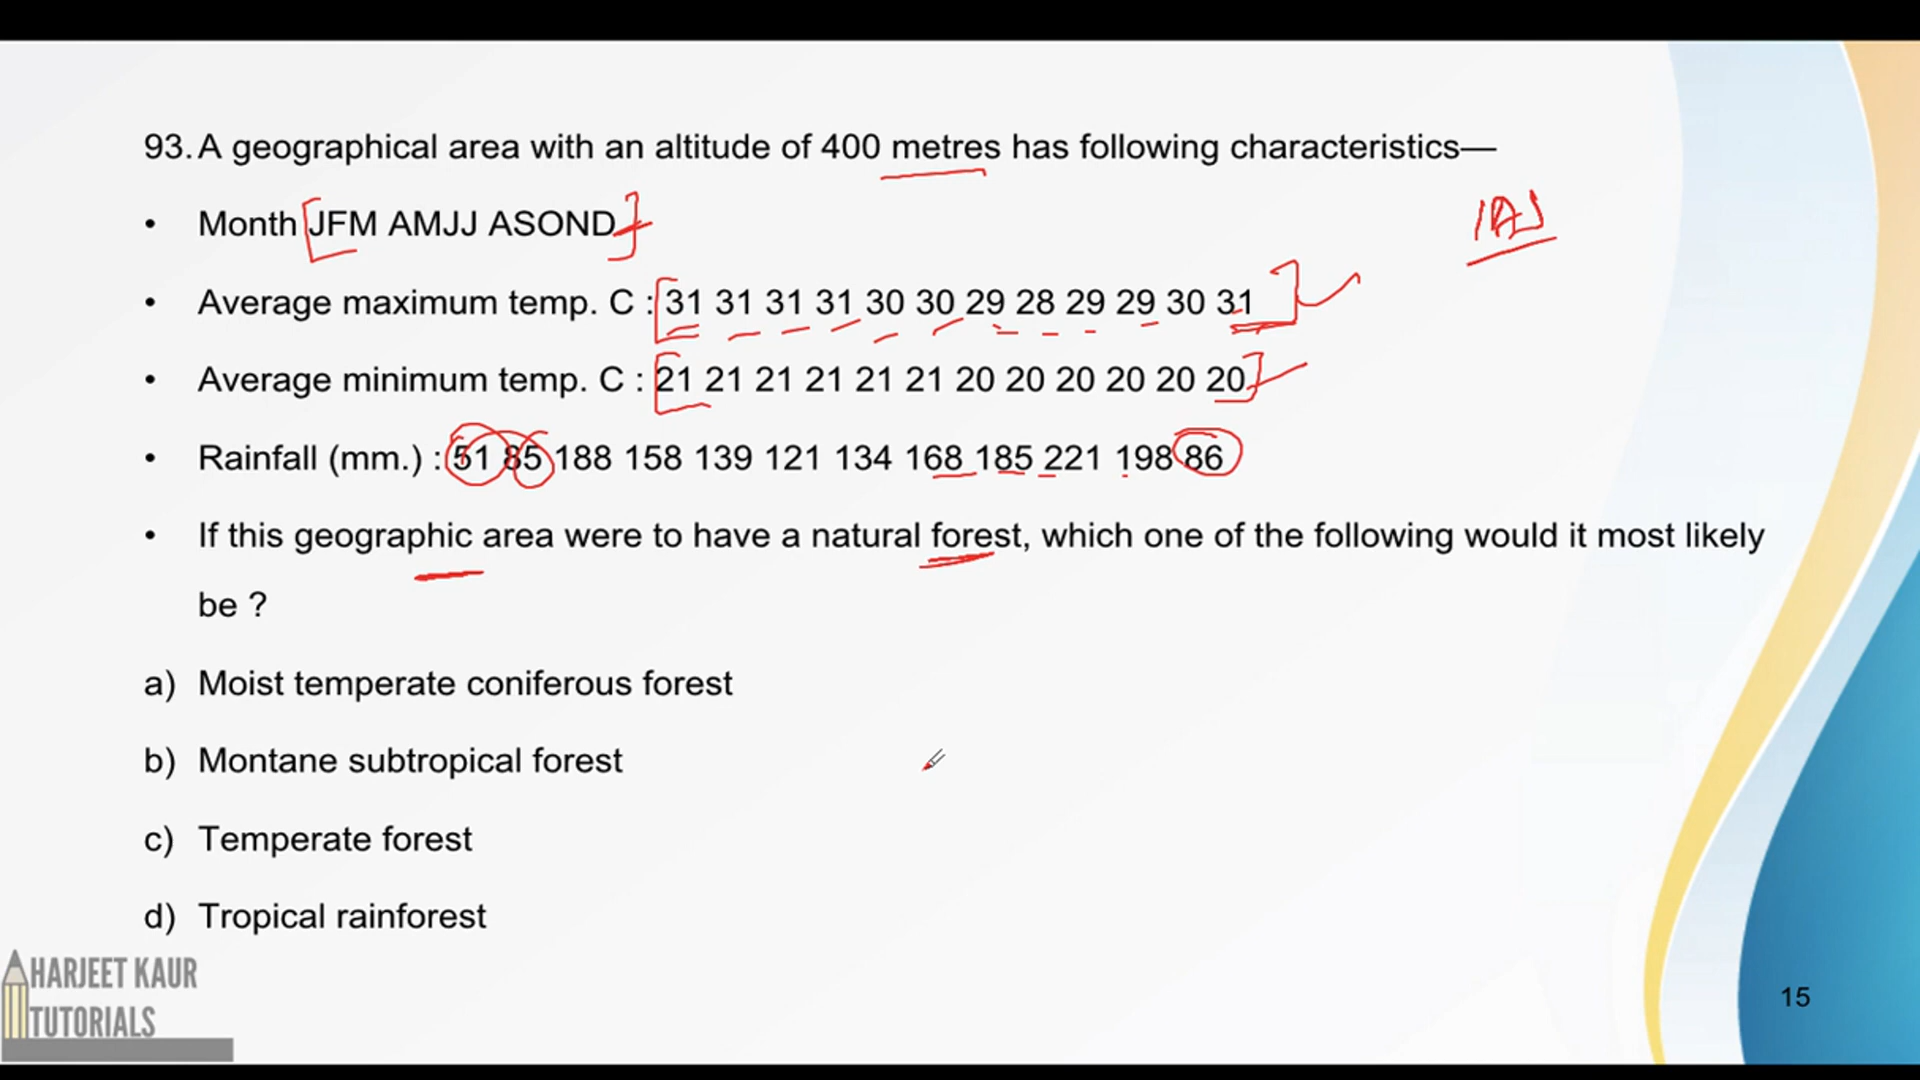 93. A geographical area with an altitude of 400 metres has following characteristics—
• Month JFM AMJJ ASOND
IAS
• Average maximum temp. C : 31 31 31 31 30 30 29 28 29 29 30 31
• Average minimum temp. C : 21 21 21 21 21 21 20 20 20 20 20 20
• Rainfall (mm.) : 51 85 188 158 139 121 134 168 185 221 198 86
• If this geographic area were to have a natural forest, which one of the following would it most likely
be ?
a) Moist temperate coniferous forest
b) Montane subtropical forest
c) Temperate forest
d) Tropical rainforest
HARJEET KAUR
TUTORIALS
15